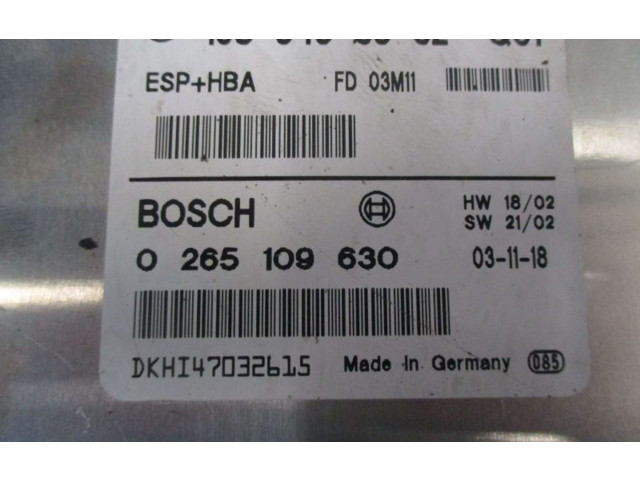 ESP+HBA FD 03M11
BOSCH HW 18/02
SW 21/02
0 265 109 630 03-11-18
DKHI47032615 Made in Germany 085